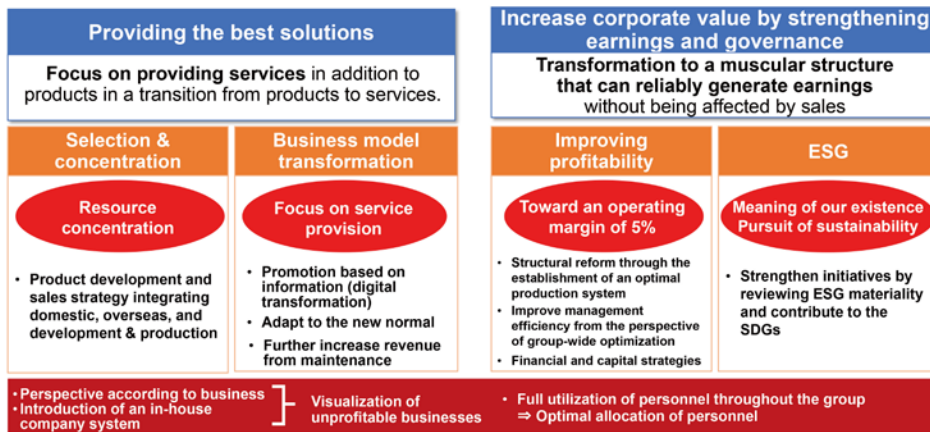 Providing the best solutions
Focus on providing services in addition to
products in a transition from products to services.
Increase corporate value by strengthening
earnings and governance
Transformation to a muscular structure
that can reliably generate earnings
without being affected by sales
Selection &
concentration
Resource
concentration
• Product development and
sales strategy integrating
domestic, overseas, and
development & production
Business model
transformation
Focus on service
provision
• Promotion based on
information (digital
transformation)
• Adapt to the new normal
• Further increase revenue
from maintenance
Improving
profitability
Toward an operating
margin of 5%
• Structural reform through the
establishment of an optimal
production system
• Improve management
efficiency from the perspective
of group-wide optimization
• Financial and capital strategies
ESG
Meaning of our existence
Pursuit of sustainability
• Strengthen initiatives by
reviewing ESG materiality
and contribute to the
SDGs
• Perspective according to business
• Introduction of an in-house
company system
Visualization of
unprofitable businesses
• Full utilization of personnel throughout the group
⇒ Optimal allocation of personnel